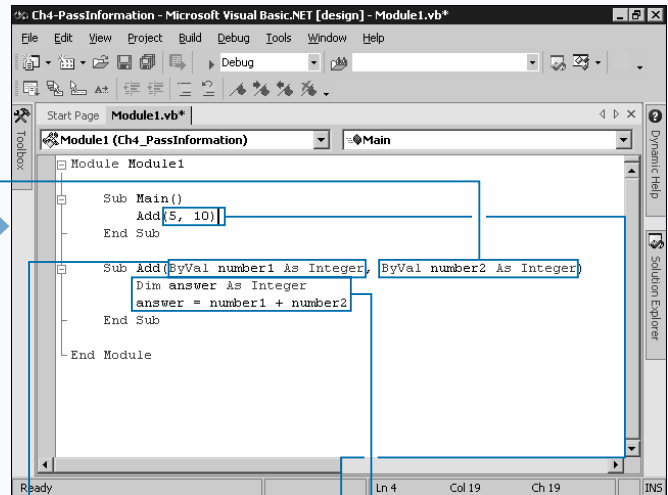 Ch4-PassInformation - Microsoft Visual Basic.NET [design] - Module1.vb*
File Edit View Project Build Debug Tools Window Help
Debug
Start Page Module1.vb*
Module1 (Ch4_PassInformation) Main
Toolbox
Module Module1
Sub Main()
Add(5, 10)
End Sub
Sub Add(ByVal number1 As Integer, ByVal number2 As Integer)
Dim answer As Integer
answer = number1 + number2
End Sub
End Module
Dynamic Help
Solution Explorer
Ready Ln 4 Col 19 Ch 19 INS